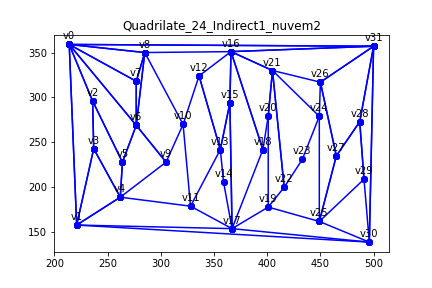 Quadrilate_24_Indirect1_nuvem2
v0
v31
v8
v16
v21
v12
v7
v26
v2
v15
v6
v10
v20
v24
v28
v3
v13
v18
v27
v5
v9
v23
v14
v22
v29
v4
v11
v19
v1
v17
v25
v30
350
300
250
200
150
200
250
300
350
400
450
500